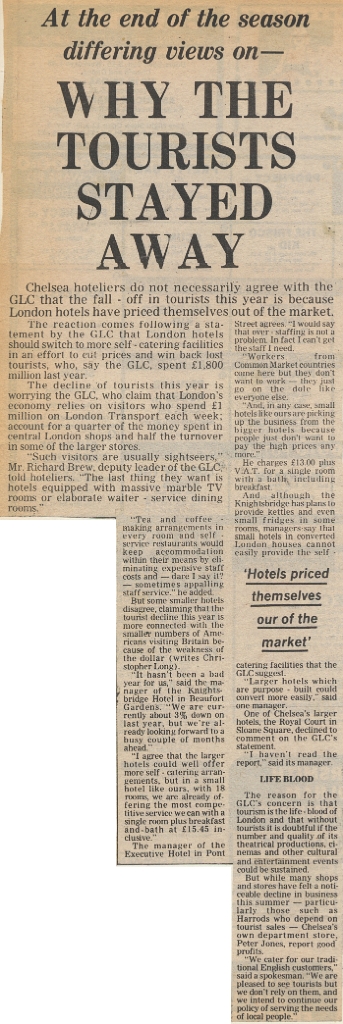 At the end of the season
differing views on—
WHY THE
TOURISTS
STAYED
AWAY
Chelsea hoteliers do not necessarily agree with the
GLC that the fall - off in tourists this year is because
London hotels have priced themselves out of the market.
The reaction comes following a sta-
tement by the GLC that London hotels
should switch to more self - catering facilities
in an effort to cut prices and win back lost
tourists, who, say the GLC, spent £1,800
million last year.
The decline of tourists this year is
worrying the GLC, who claim that London's
economy relies on visitors who spend £1
million on London Transport each week,
account for a quarter of the money spent in
central London shops and half the turnover
in some of the larger stores.
"Such visitors are usually sightseers,"
Mr. Richard Brew, deputy leader of the GLC,
told hoteliers. "The last thing they want is
hotels equipped with massive marble TV
rooms or elaborate waiter - service dining
rooms."
"Tea and coffee -
making arrangements in
every room and self -
service restaurants would
keep accommodation
within their means by eli-
minating expensive staff
costs and — dare I say it?
— sometimes appalling
staff service." he added.
But some smaller hotels
disagree, claiming that the
tourist decline this year is
more connected with the
smaller numbers of Ame-
ricans visiting Britain be-
cause of the weakness of
the dollar (writes Chri-
stopher Long).
"It hasn't been a bad
year for us," said the ma-
nager of the Knights-
bridge Hotel in Beaufort
Gardens. "We are cur-
rently about 3% down on
last year, but we're al-
ready looking forward to a
busy couple of months
ahead."
"I agree that the larger
hotels could well offer
more self - catering arran-
gements, but in a small
hotel like ours, with 18
rooms, we are already of-
fering the most compe-
titive service we can with a
single room plus breakfast
and-bath at £15.45 in-
clusive."
The manager of the
Executive Hotel in Pont
Street agrees. "I would say
that ever - staffing is not a
problem. In fact I can't get
the staff I need.
"Workers from
Common Market countries
come here but they don't
want to work — they just
go on the dole like
everyone else.
"And, in any case, small
hotels like ours are picking
up the business from the
bigger hotels because
people just don't want to
pay the high prices any
more."
He charges £13.00 plus
V.A.T. for a single room
with a bath, including
breakfast.
And although the
Knightsbridge has plans to
provide kettles and even
small fridges in some
rooms, managers say that
small hotels in converted
London houses cannot
easily provide the self -
'Hotels priced
themselves
our of the
market'
catering facilities that the
GLC suggest.
"Larger hotels which
are purpose - built could
convert more easily," said
one manager.
One of Chelsea's larger
hotels, the Royal Court in
Sloane Square, declined to
comment on the GLC's
statement.
"I haven't read the
report," said its manager.
LIFE BLOOD
The reason for the
GLC's concern is that
tourism is the life - blood of
London and that without
tourists it is doubtful if the
number and quality of its
theatrical productions, ci-
nemas and other cultural
and entertainment events
could be sustained.
But while many shops
and stores have felt a noti-
ceable decline in business
this summer — particu-
larly those such as
Harrods who depend on
tourist sales — Chelsea's
own department store,
Peter Jones, report good
profits.
"We cater for our tradi-
tional English customers,"
said a spokesman. "We are
pleased to see tourists but
we don't rely on them, and
we intend to continue our
policy of serving the needs
of local people."